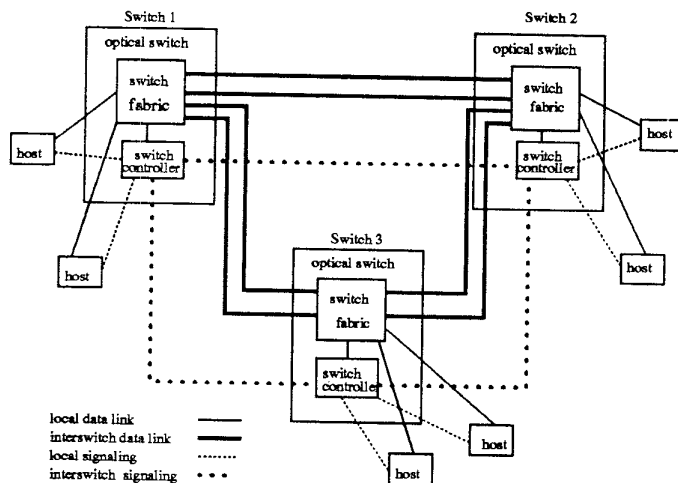 Switch 1
optical switch
switch
fabric
host
switch
controller
host
Switch 2
optical switch
switch
fabric
host
switch
controller
host
Switch 3
optical switch
switch
fabric
switch
controller
host
host
local data link
interswitch data link
local signaling
interswitch signaling